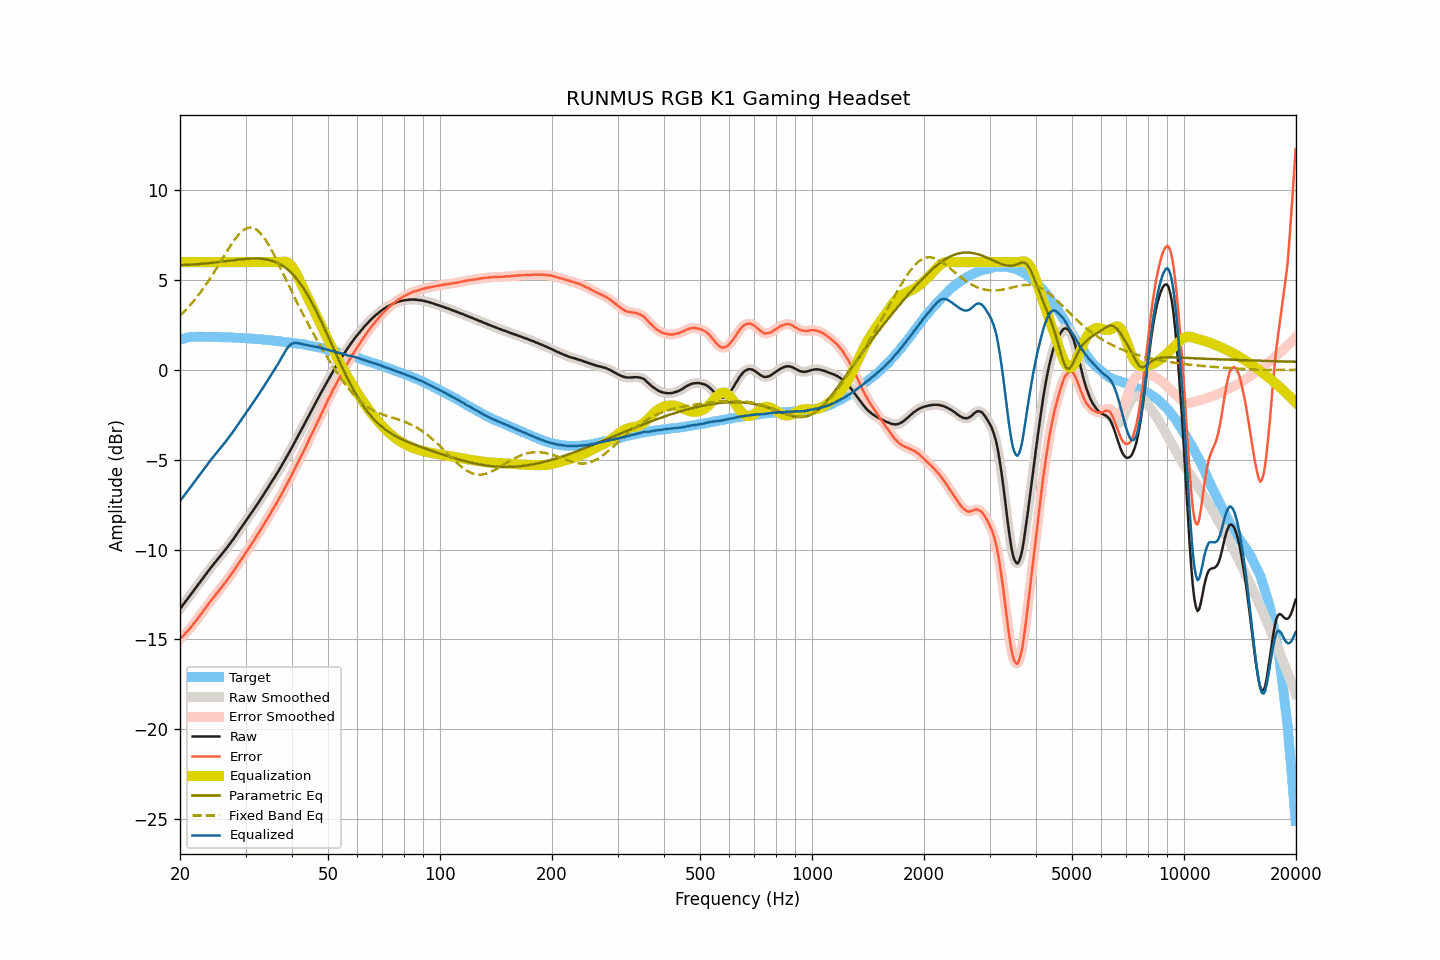 RUNMUS RGB K1 Gaming Headset
Amplitude (dBr)
10
5
0
−5
−10
−15
−20
−25
Target
Raw Smoothed
Error Smoothed
Raw
Error
Equalization
Parametric Eq
Fixed Band Eq
Equalized
20 50 100 200 500 1000 2000 5000 10000 20000
Frequency (Hz)